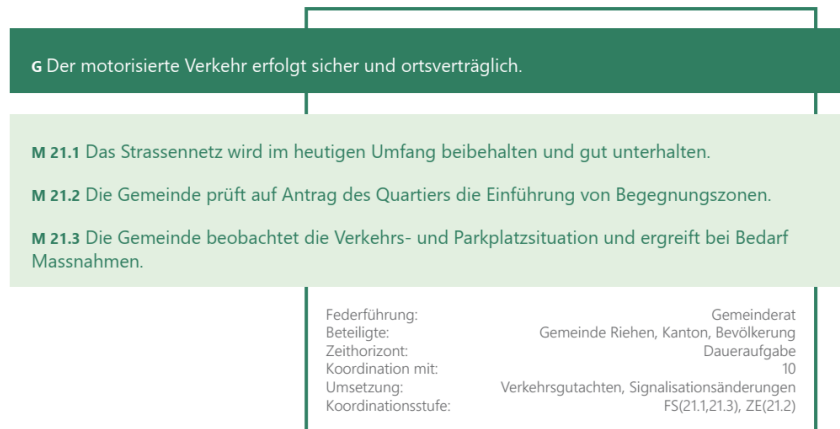 G Der motorisierte Verkehr erfolgt sicher und ortsverträglich.
M 21.1 Das Strassennetz wird im heutigen Umfang beibehalten und gut unterhalten.
M 21.2 Die Gemeinde prüft auf Antrag des Quartiers die Einführung von Begegnungszonen.
M 21.3 Die Gemeinde beobachtet die Verkehrs- und Parkplatzsituation und ergreift bei Bedarf
Massnahmen.
Federführung: Gemeinderat
Beteiligte: Gemeinde Riehen, Kanton, Bevölkerung
Zeithorizont: Daueraufgabe
Koordination mit: 10
Umsetzung: Verkehrsgutachten, Signalisationsänderungen
Koordinationsstufe: FS(21.1,21.3), ZE(21.2)